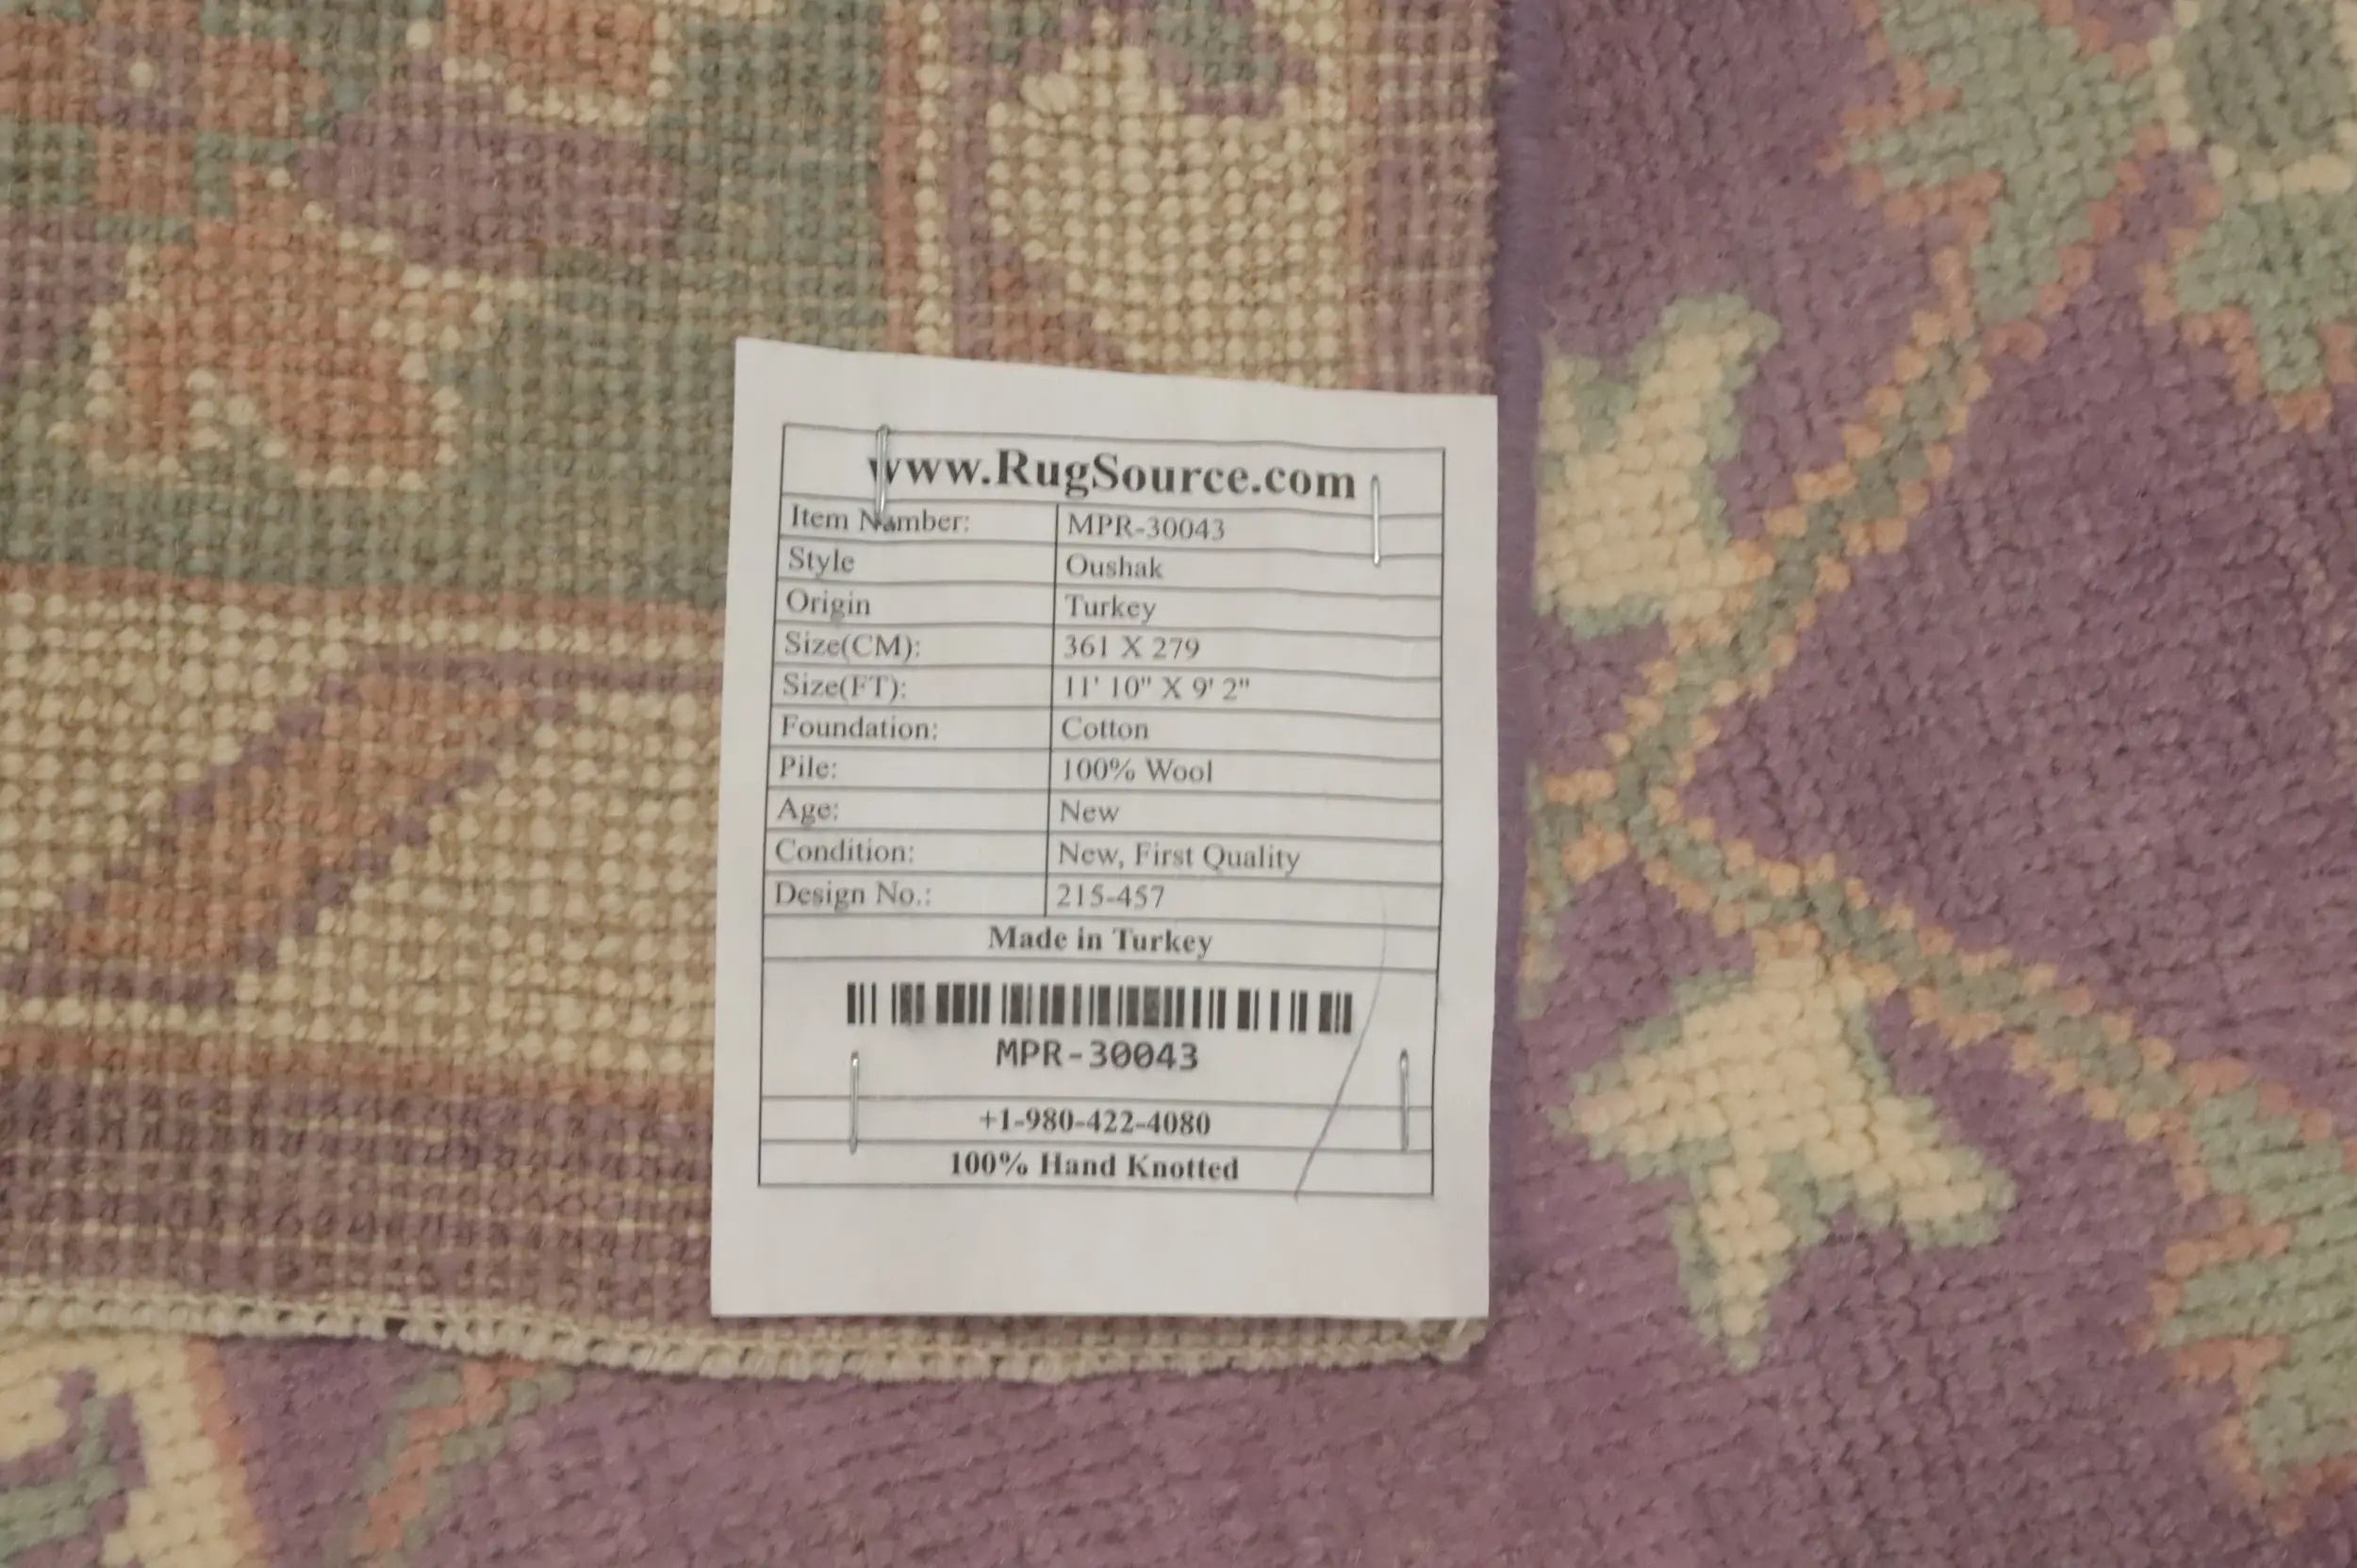 www.RugSource.com
Item Number: MPR-30043
Style Oushak
Origin Turkey
Size(CM): 361 X 279
Size(FT): 11' 10" X 9' 2"
Foundation: Cotton
Pile: 100% Wool
Age: New
Condition: New, First Quality
Design No.: 215-457
Made in Turkey
MPR-30043
+1-980-422-4080
100% Hand Knotted